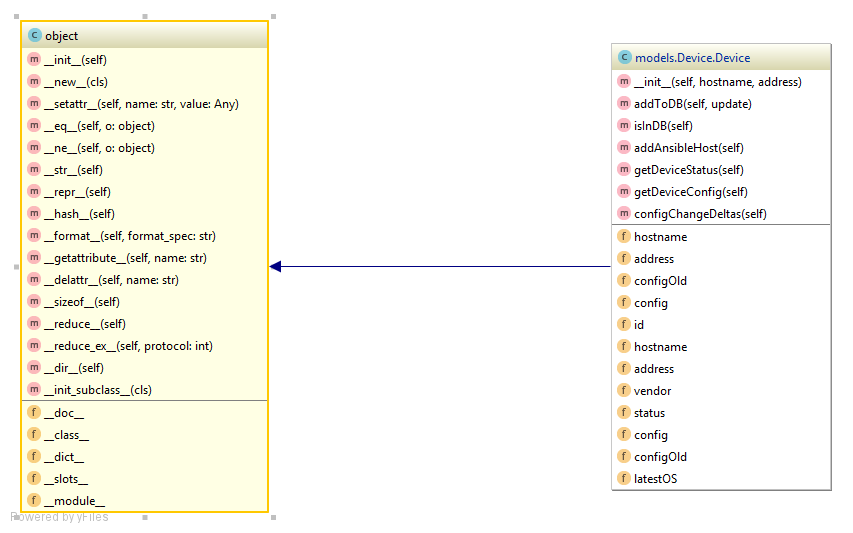 C object
m __init__(self)
m __new__(cls)
m __setattr__(self, name: str, value: Any)
m __eq__(self, o: object)
m __ne__(self, o: object)
m __str__(self)
m __repr__(self)
m __hash__(self)
m __format__(self, format_spec: str)
m __getattribute__(self, name: str)
m __delattr__(self, name: str)
m __sizeof__(self)
m __reduce__(self)
m __reduce_ex__(self, protocol: int)
m __dir__(self)
m __init_subclass__(cls)
f __doc__
f __class__
f __dict__
f __slots__
f __module__
Powered by yFiles
C models.Device.Device
m __init__(self, hostname, address)
m addToDB(self, update)
m isInDB(self)
m addAnsibleHost(self)
m getDeviceStatus(self)
m getDeviceConfig(self)
m configChangeDeltas(self)
f hostname
f address
f configOld
f config
f id
f hostname
f address
f vendor
f status
f config
f configOld
f latestOS